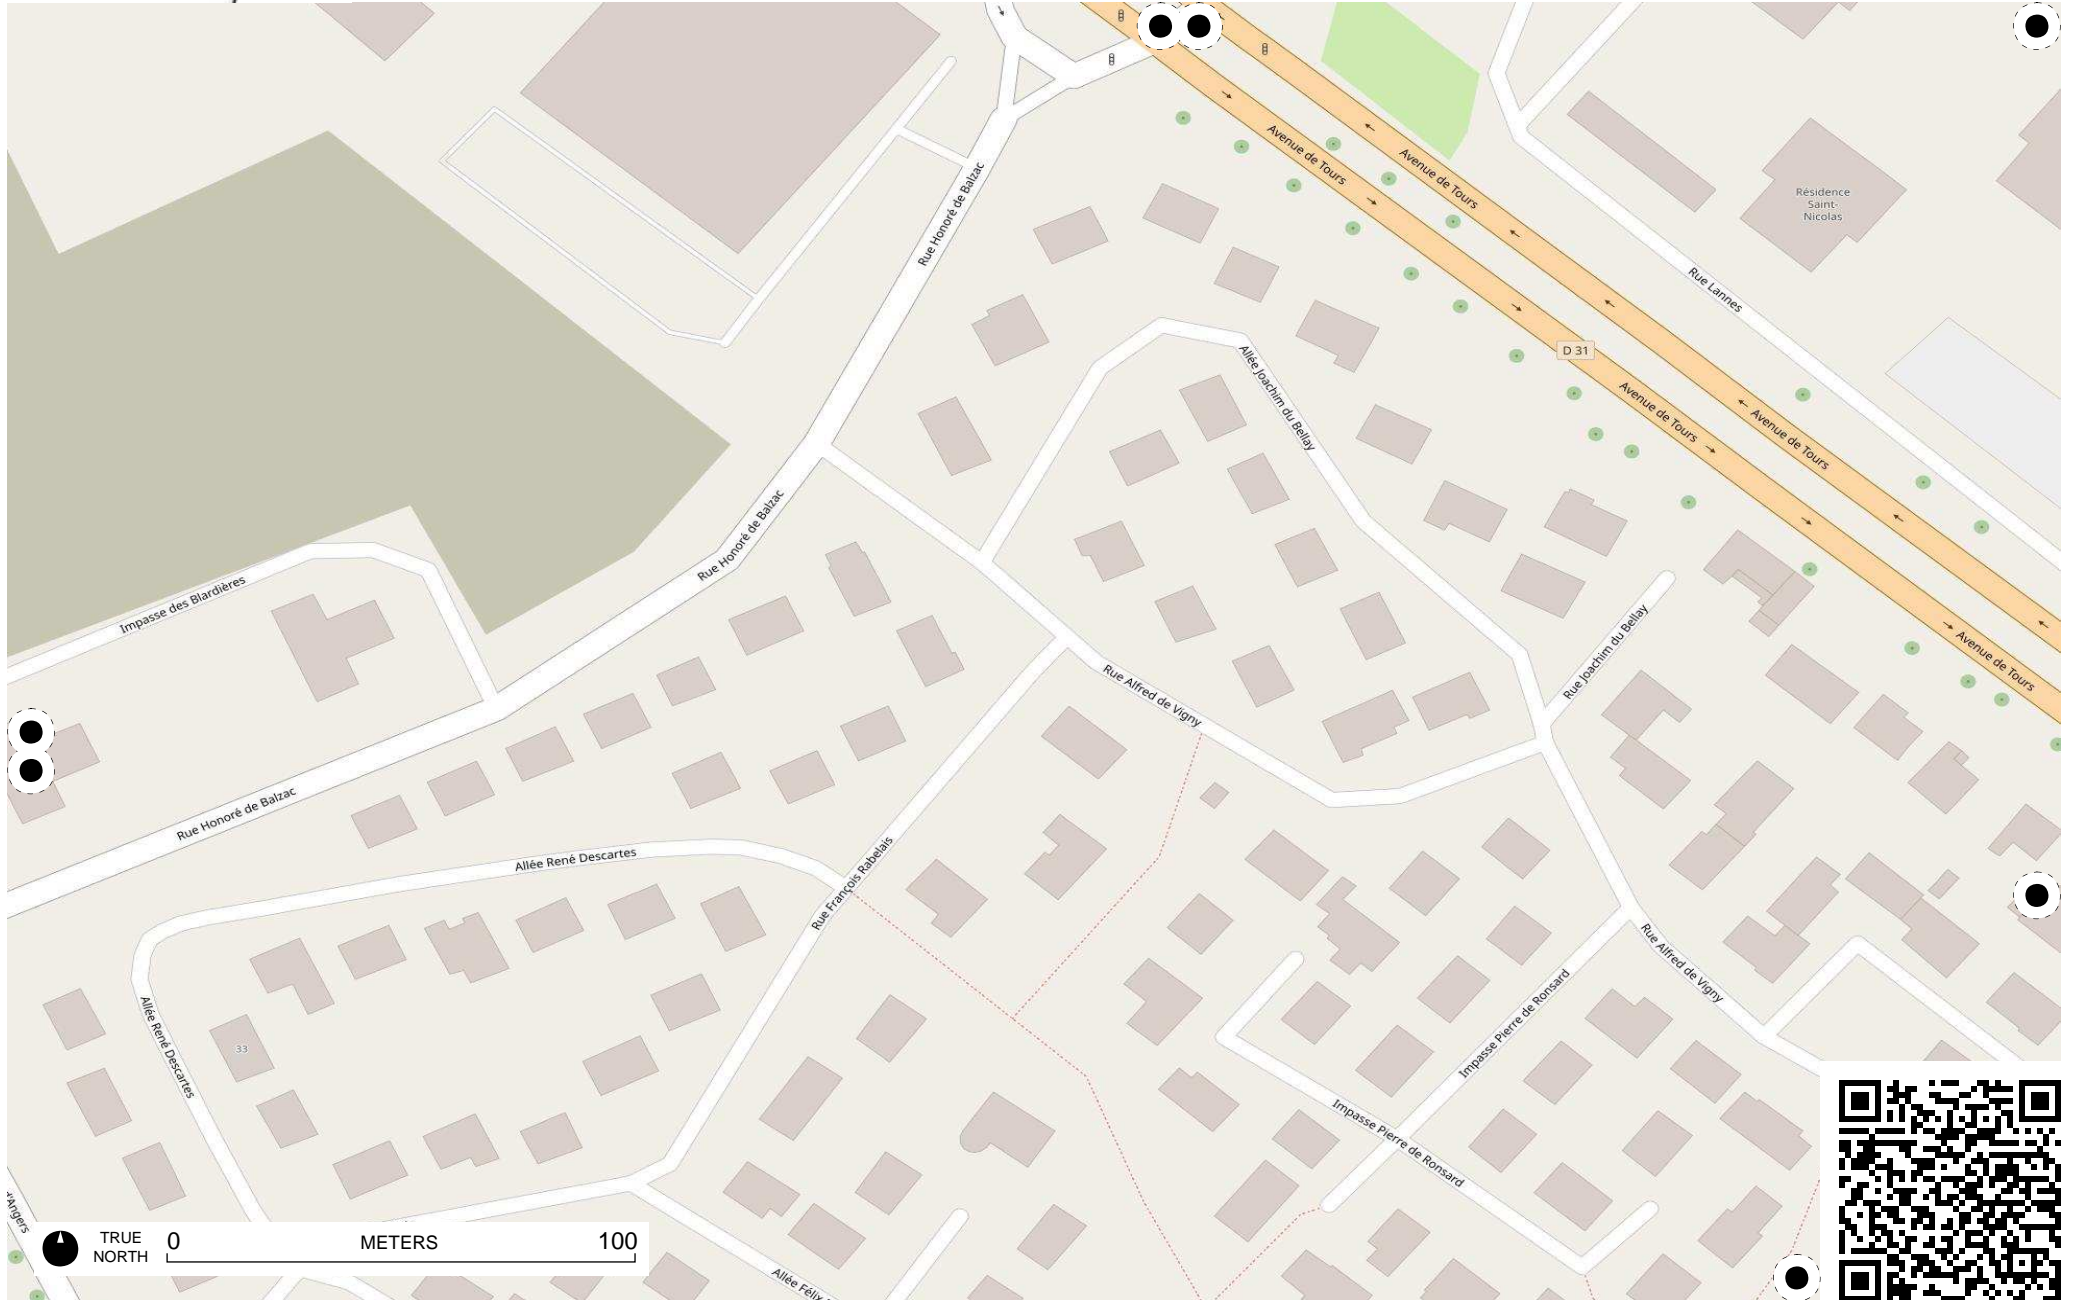 Avenue de Tours
Avenue de Tours
Rue Honoré de Balzac
Résidence
Saint-
Nicolas
Rue Lannes
D 31
Allée Joachim du Bellay
Avenue de Tours
Avenue de Tours
Rue Honoré de Balzac
Impasse des Blardières
Rue Joachim du Bellay
Avenue de Tours
Rue Alfred de Vigny
Rue Honoré de Balzac
Allée René Descartes
Rue François Rabelais
Rue Alfred de Vigny
Impasse Pierre de Ronsard
Allée René Descartes
33
Impasse Pierre de Ronsard
d'Angers
TRUE
NORTH
0 METERS 100
Allée Félix